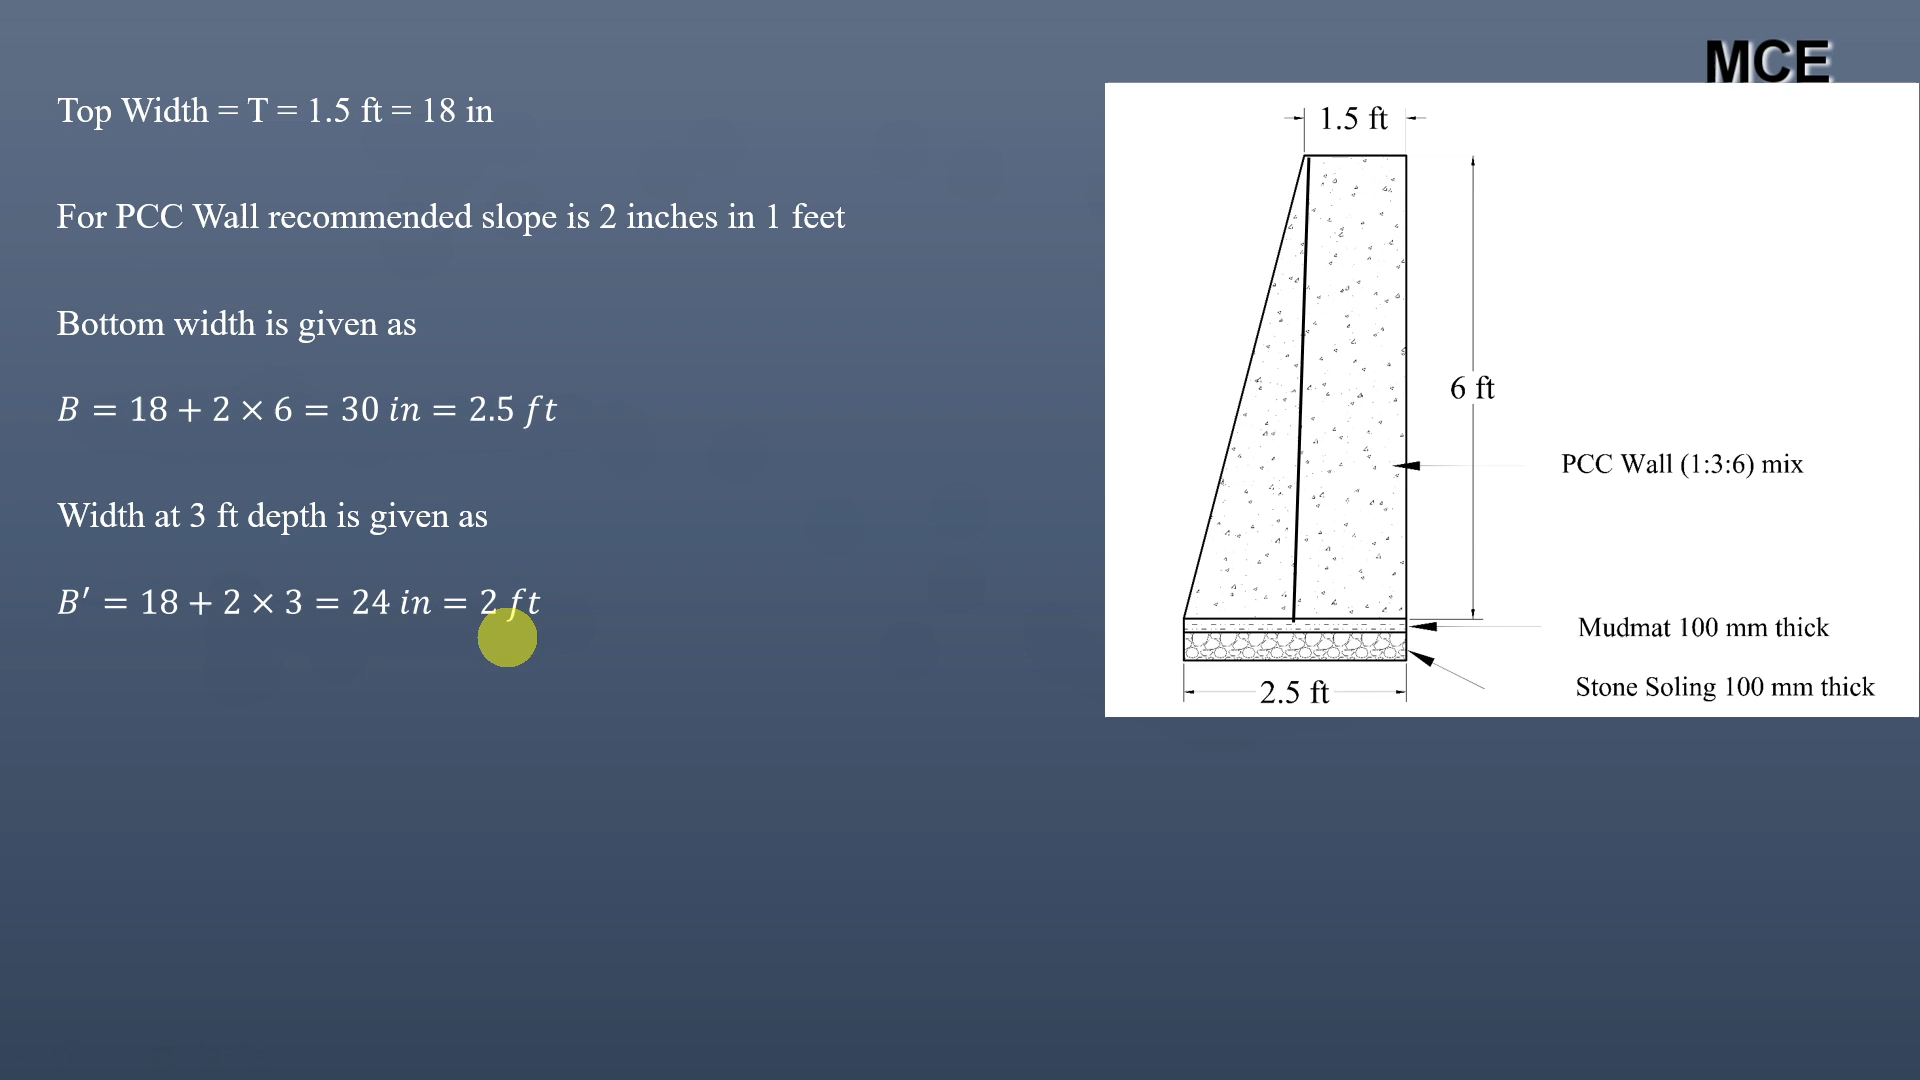 MCE
Top Width = T = 1.5 ft = 18 in
For PCC Wall recommended slope is 2 inches in 1 feet
Bottom width is given as
B = 18 + 2 × 6 = 30 in = 2.5 ft
Width at 3 ft depth is given as
B′ = 18 + 2 × 3 = 24 in = 2 ft
1.5 ft
6 ft
PCC Wall (1:3:6) mix
Mudmat 100 mm thick
Stone Soling 100 mm thick
2.5 ft